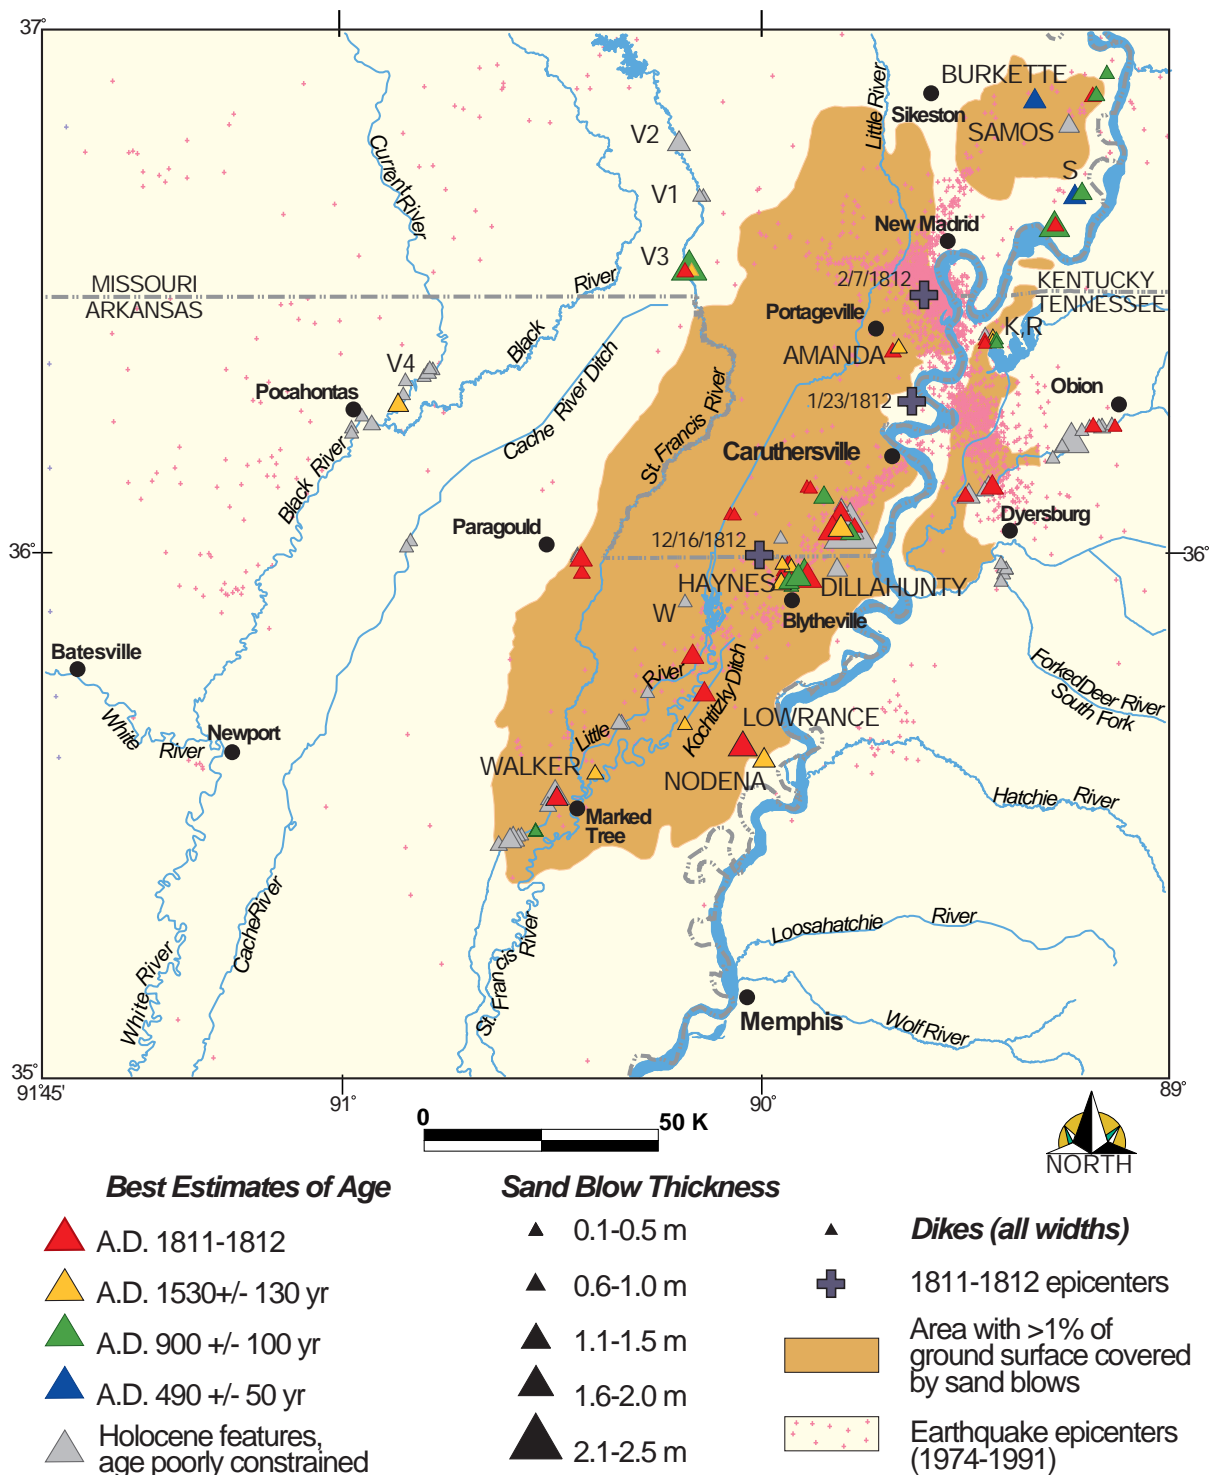 37°
BURKETTE
Sikeston
SAMOS
Little River
V2
Current River
V1
S
New Madrid
V3
2/7/1812
MISSOURI
ARKANSAS
KENTUCKY
TENNESSEE
Black River
Portageville
K,R
AMANDA
V4
Cache River Ditch
Pocahontas
Obion
1/23/1812
St. Francis River
Caruthersville
Black River
Paragould
Dyersburg
12/16/1812
36°
36°
HAYNES
DILLAHUNTY
W
Blytheville
Batesville
Little River
Kochtitzky Ditch
Forked Deer River
South Fork
White River
Newport
LOWRANCE
WALKER
NODENA
Hatchie River
Marked
Tree
Cache River
Loosahatchie River
White River
St. Francis River
Memphis
Wolf River
35°
91°45'
91°
90°
89°
0 50 K
NORTH
Best Estimates of Age
A.D. 1811-1812
A.D. 1530+/- 130 yr
A.D. 900 +/- 100 yr
A.D. 490 +/- 50 yr
Holocene features,
age poorly constrained
Sand Blow Thickness
0.1-0.5 m
0.6-1.0 m
1.1-1.5 m
1.6-2.0 m
2.1-2.5 m
Dikes (all widths)
1811-1812 epicenters
Area with >1% of
ground surface covered
by sand blows
Earthquake epicenters
(1974-1991)